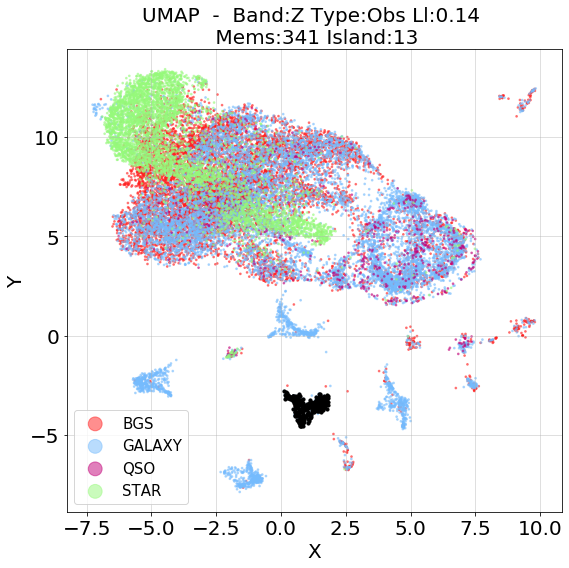 UMAP  -  Band:Z Type:Obs Ll:0.14
Mems:341 Island:13
Y
10
5
0
−5
BGS
GALAXY
QSO
STAR
−7.5 −5.0 −2.5 0.0 2.5 5.0 7.5 10.0
X